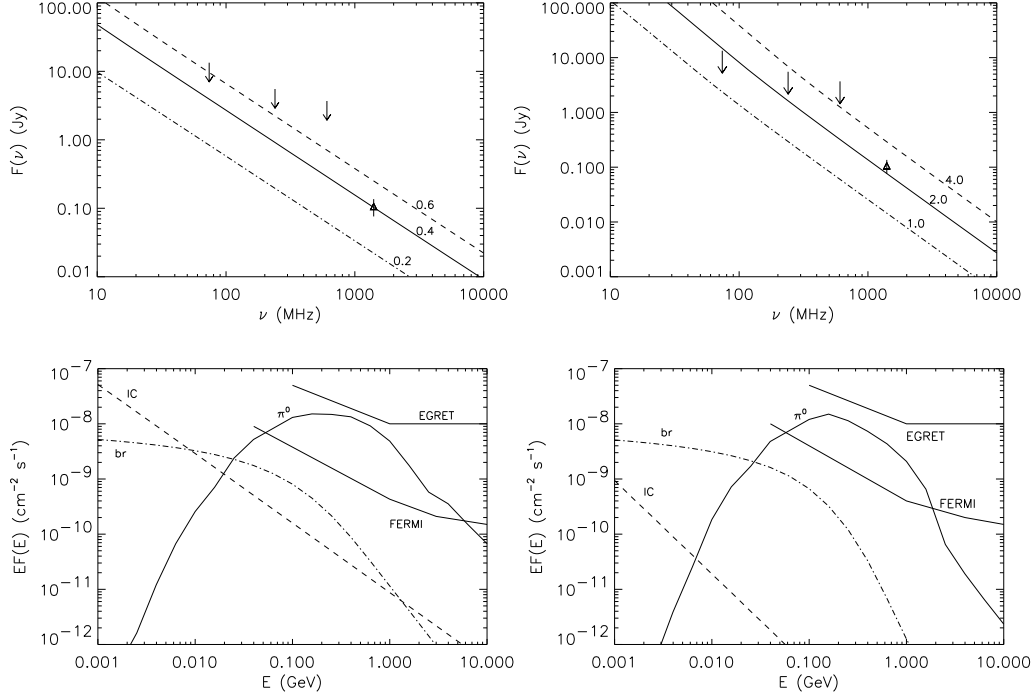 100.00
10.00
1.00
0.10
0.01
F(ν) (Jy)
0.6
0.4
0.2
10
100
1000
10000
ν (MHz)
100.000
10.000
1.000
0.100
0.010
0.001
F(ν) (Jy)
4.0
2.0
1.0
10
100
1000
10000
ν (MHz)
10⁻⁷
10⁻⁸
10⁻⁹
10⁻¹⁰
10⁻¹¹
10⁻¹²
EF(E) (cm⁻² s⁻¹)
IC
π⁰
EGRET
br
FERMI
0.001
0.010
0.100
1.000
10.000
E (GeV)
10⁻⁷
10⁻⁸
10⁻⁹
10⁻¹⁰
10⁻¹¹
10⁻¹²
EF(E) (cm⁻² s⁻¹)
π⁰
br
EGRET
IC
FERMI
0.001
0.010
0.100
1.000
10.000
E (GeV)